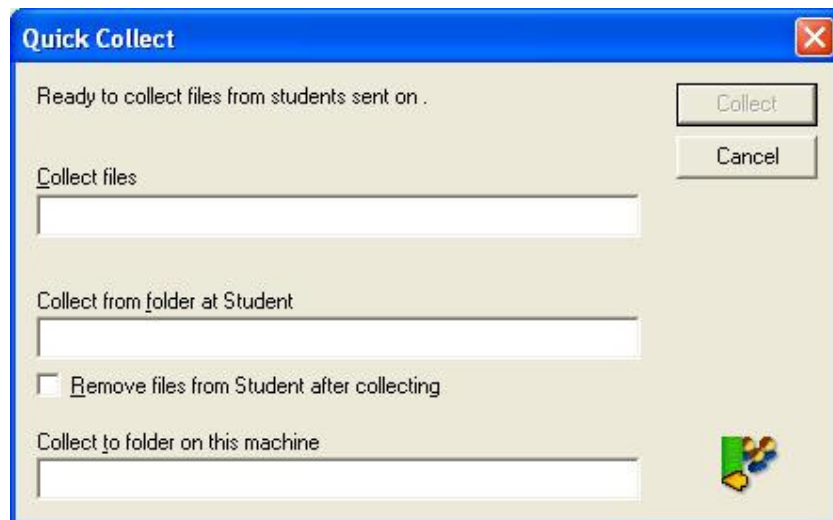 Quick Collect
Ready to collect files from students sent on .
Collect
Cancel
Collect files
Collect from folder at Student
Remove files from Student after collecting
Collect to folder on this machine